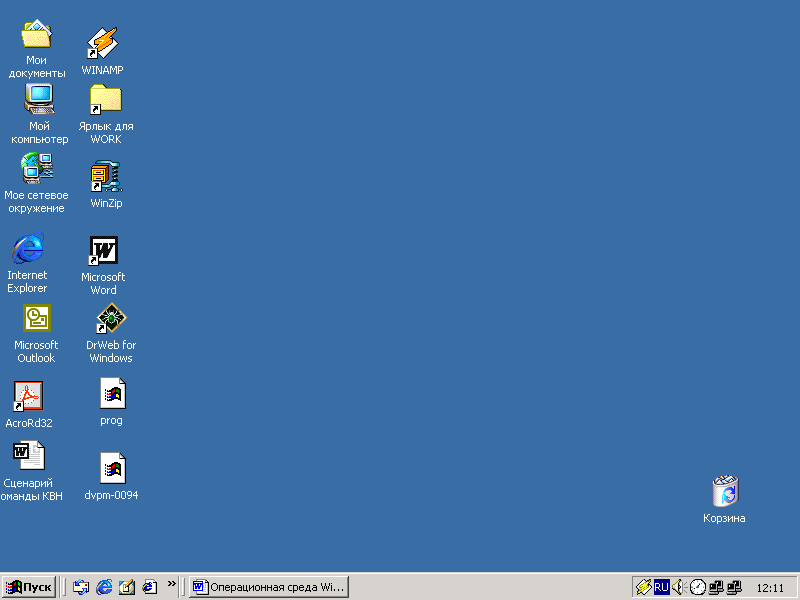 Мои
документы
WINAMP
Мой
компьютер
Ярлык для
WORK
Мое сетевое
окружение
WinZip
Internet
Explorer
Microsoft
Word
Microsoft
Outlook
DrWeb for
Windows
AcroRd32
prog
Сценарий
оманды КВН
dvpm-0094
Корзина
Пуск
»
Операционная среда Wi...
RU
12:11